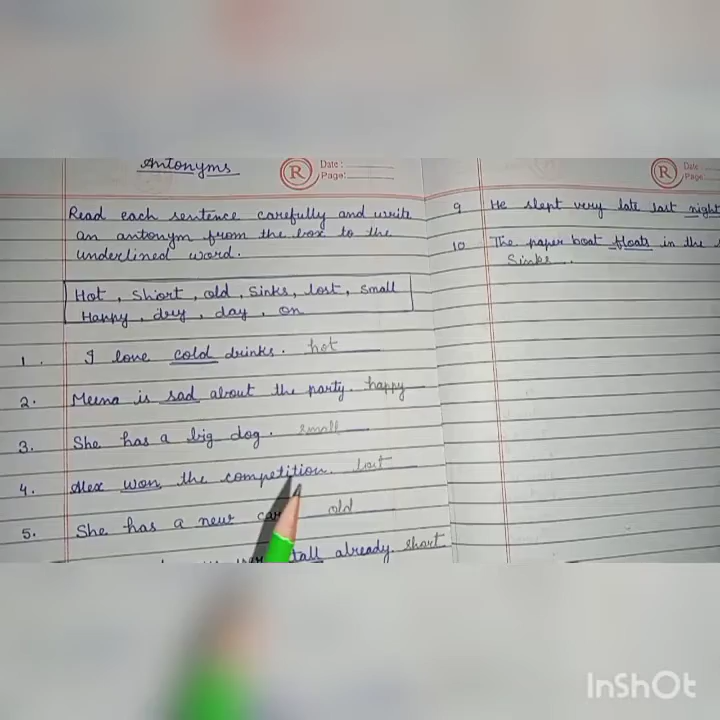 Antonyms
R Date:
Page:
Read each sentence carefully and write
an antonym from the box to the
underlined word.
Hot, Short, old, Sinks, lost, small
Happy, dry, day, on
1. I love cold drinks. hot
2. Meena is sad about the party. happy
3. She has a big dog. small
4. Alex won the competition. lost
5. She has a new car old
tall already. short
R Date:
Page:
9 He slept very late last night
10 The paper boat floats in the
Sinks.
InShOt